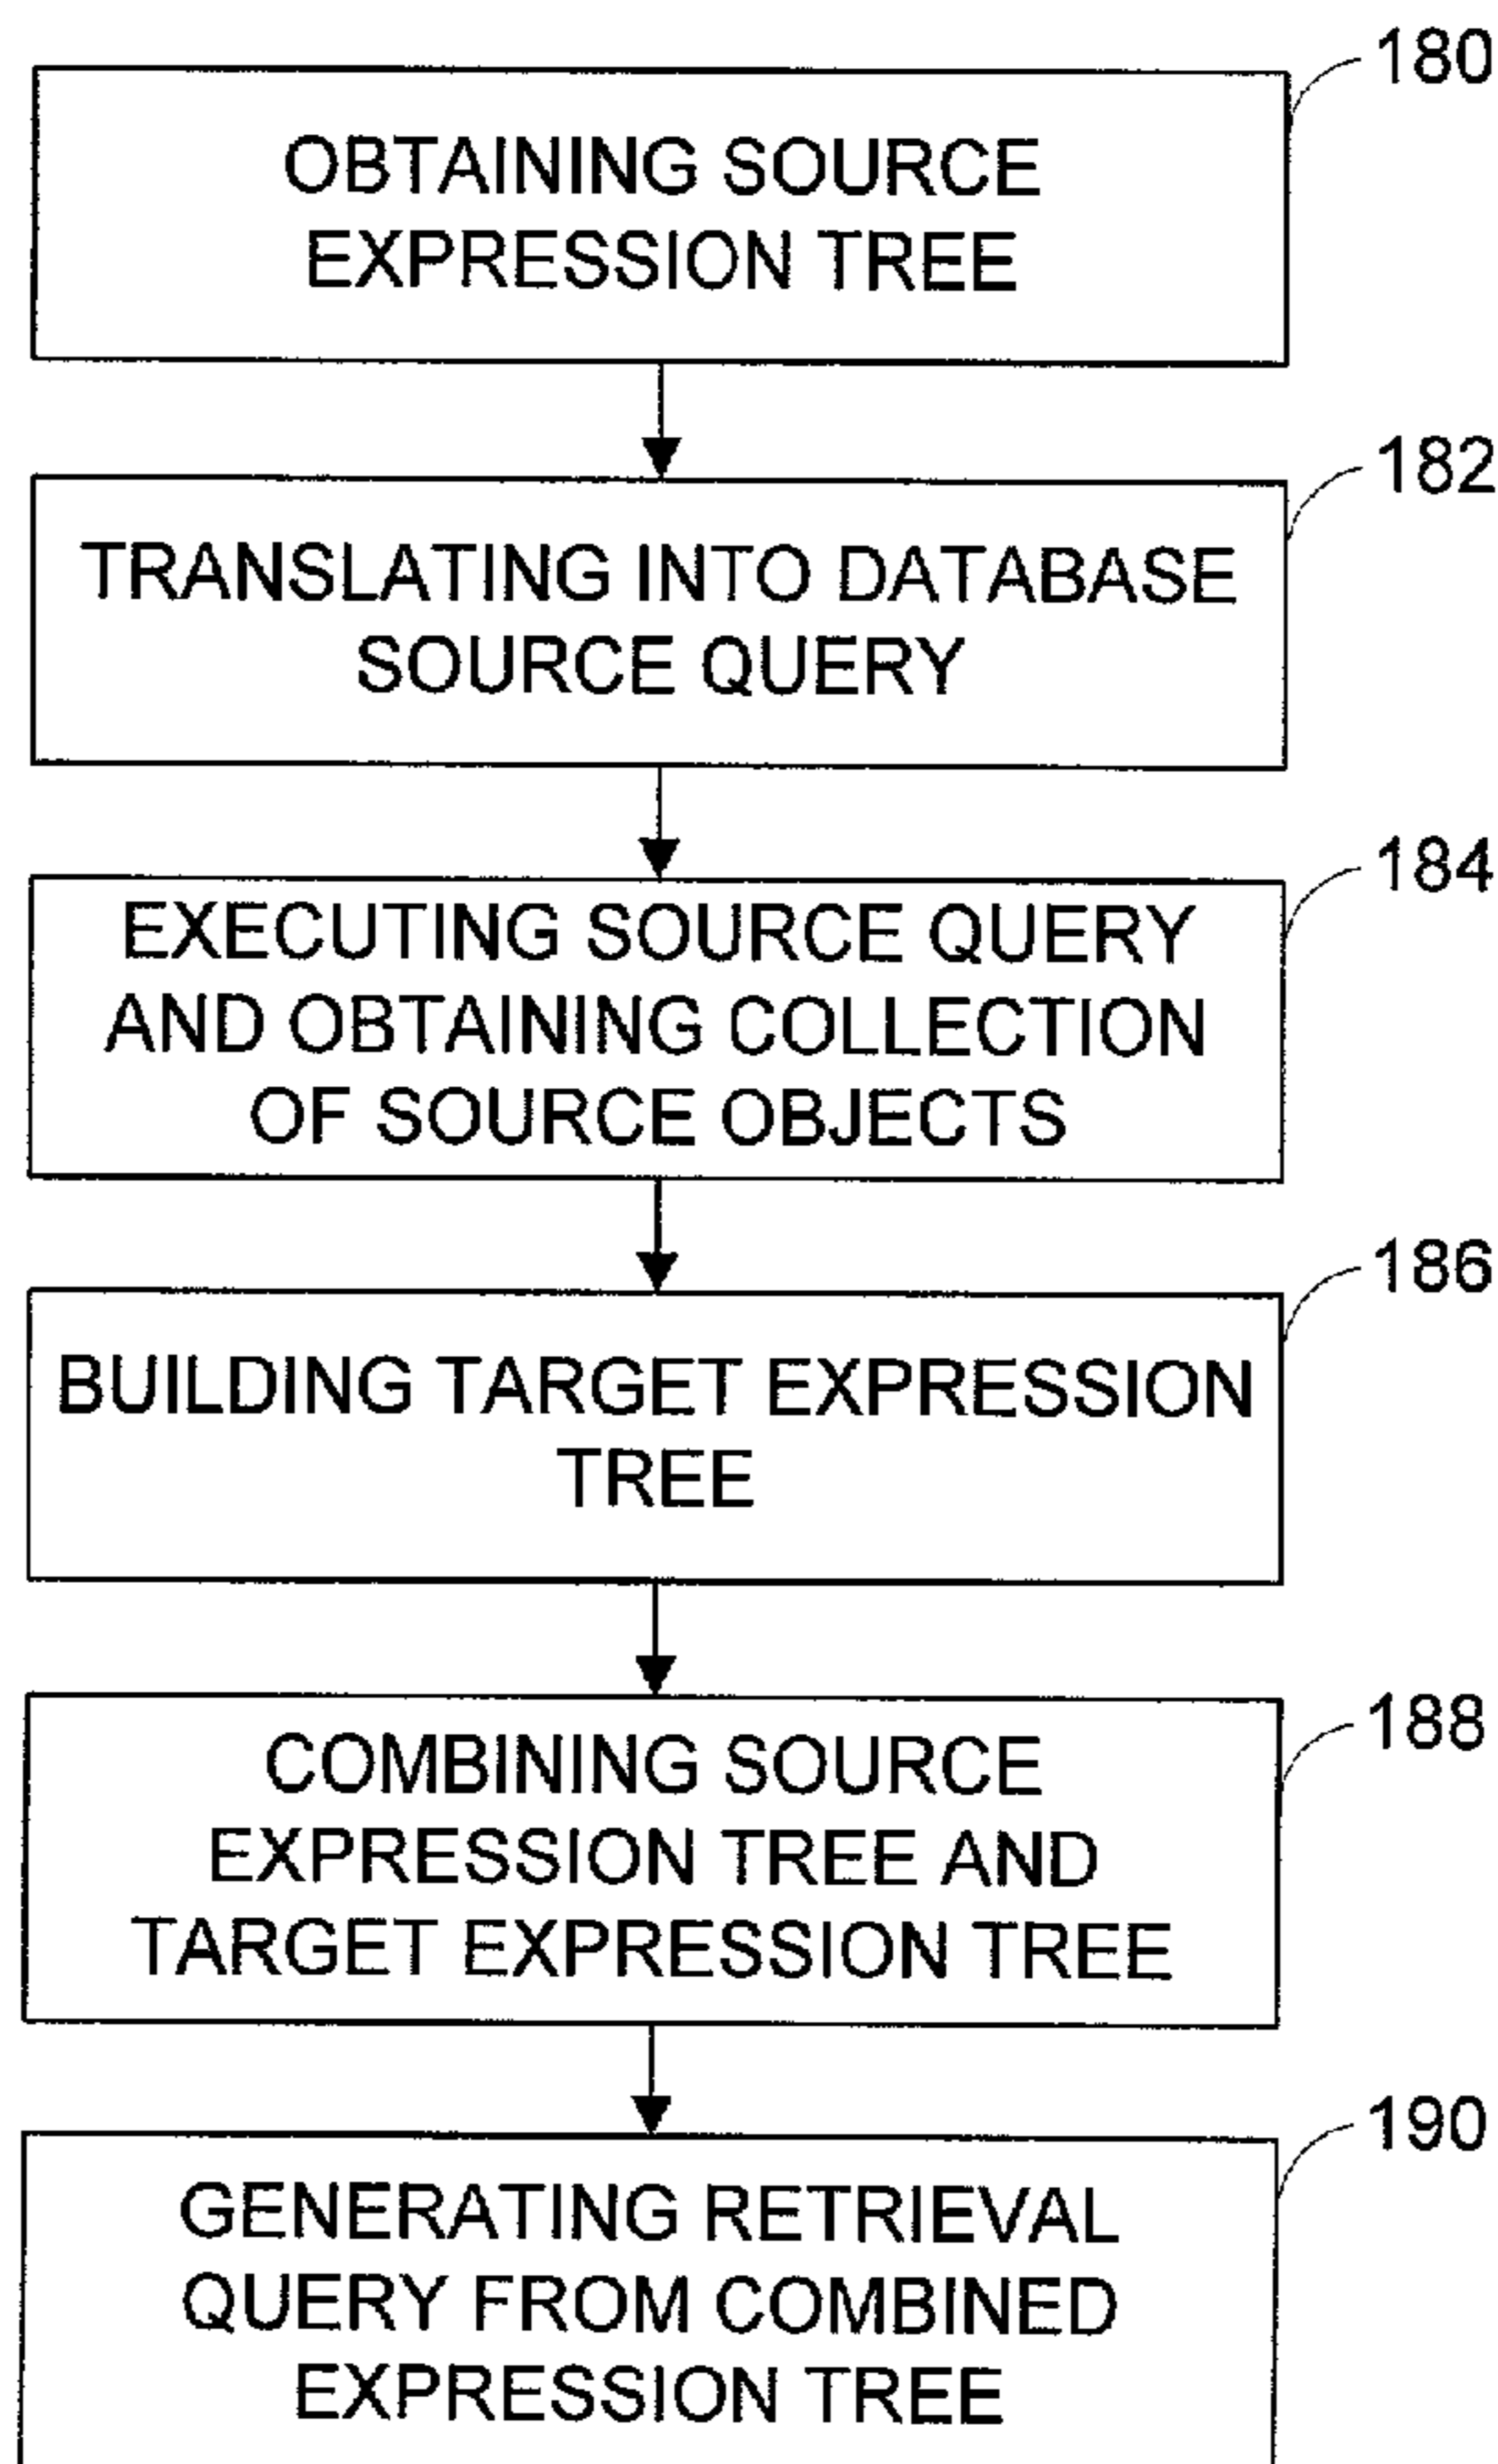 180
OBTAINING SOURCE
EXPRESSION TREE
182
TRANSLATING INTO DATABASE
SOURCE QUERY
184
EXECUTING SOURCE QUERY
AND OBTAINING COLLECTION
OF SOURCE OBJECTS
186
BUILDING TARGET EXPRESSION
TREE
188
COMBINING SOURCE
EXPRESSION TREE AND
TARGET EXPRESSION TREE
190
GENERATING RETRIEVAL
QUERY FROM COMBINED
EXPRESSION TREE